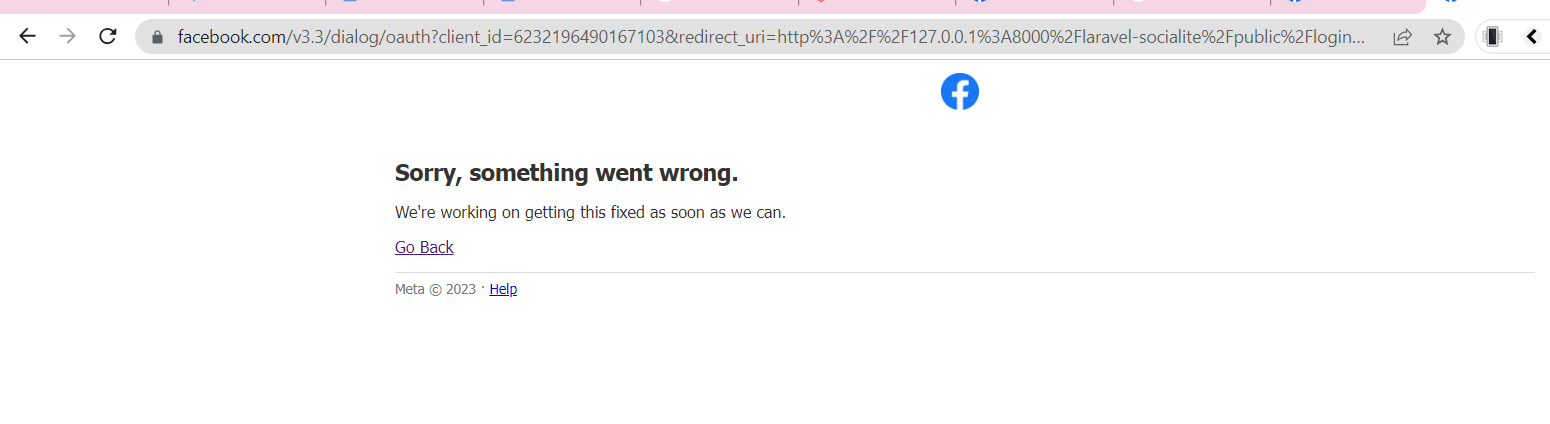 facebook.com/v3.3/dialog/oauth?client_id=6232196490167103&redirect_uri=http%3A%2F%2F127.0.0.1%3A8000%2Flaravel-socialite%2Fpublic%2Flogin...
Sorry, something went wrong.
We're working on getting this fixed as soon as we can.
Go Back
Meta © 2023 · Help